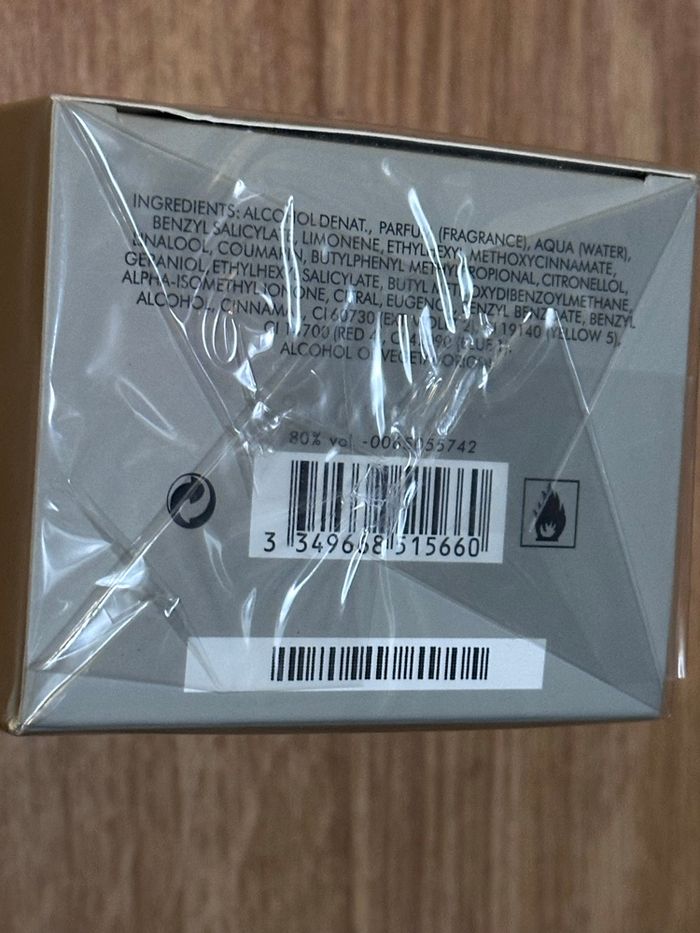 INGREDIENTS: ALCOHOL DENAT., PARFUM (FRAGRANCE), AQUA (WATER),
BENZYL SALICYLATE, LIMONENE, ETHYLHEXYL METHOXYCINNAMATE,
LINALOOL, COUMARIN, BUTYLPHENYL METHYLPROPIONAL, CITRONELLOL,
GERANIOL, ETHYLHEXYL SALICYLATE, BUTYL METHOXYDIBENZOYLMETHANE,
ALPHA-ISOMETHYL IONONE, CITRAL, EUGENOL, BENZYL BENZOATE, BENZYL
ALCOHOL, CINNAMAL, CI 60730 (EXT. VIOLET 2), CI 19140 (YELLOW 5),
CI 14700 (RED 4), CI 42090 (BLUE 1).
ALCOHOL OF VEGETAL ORIGIN
80% vol. -0065055742
3 349668 515660